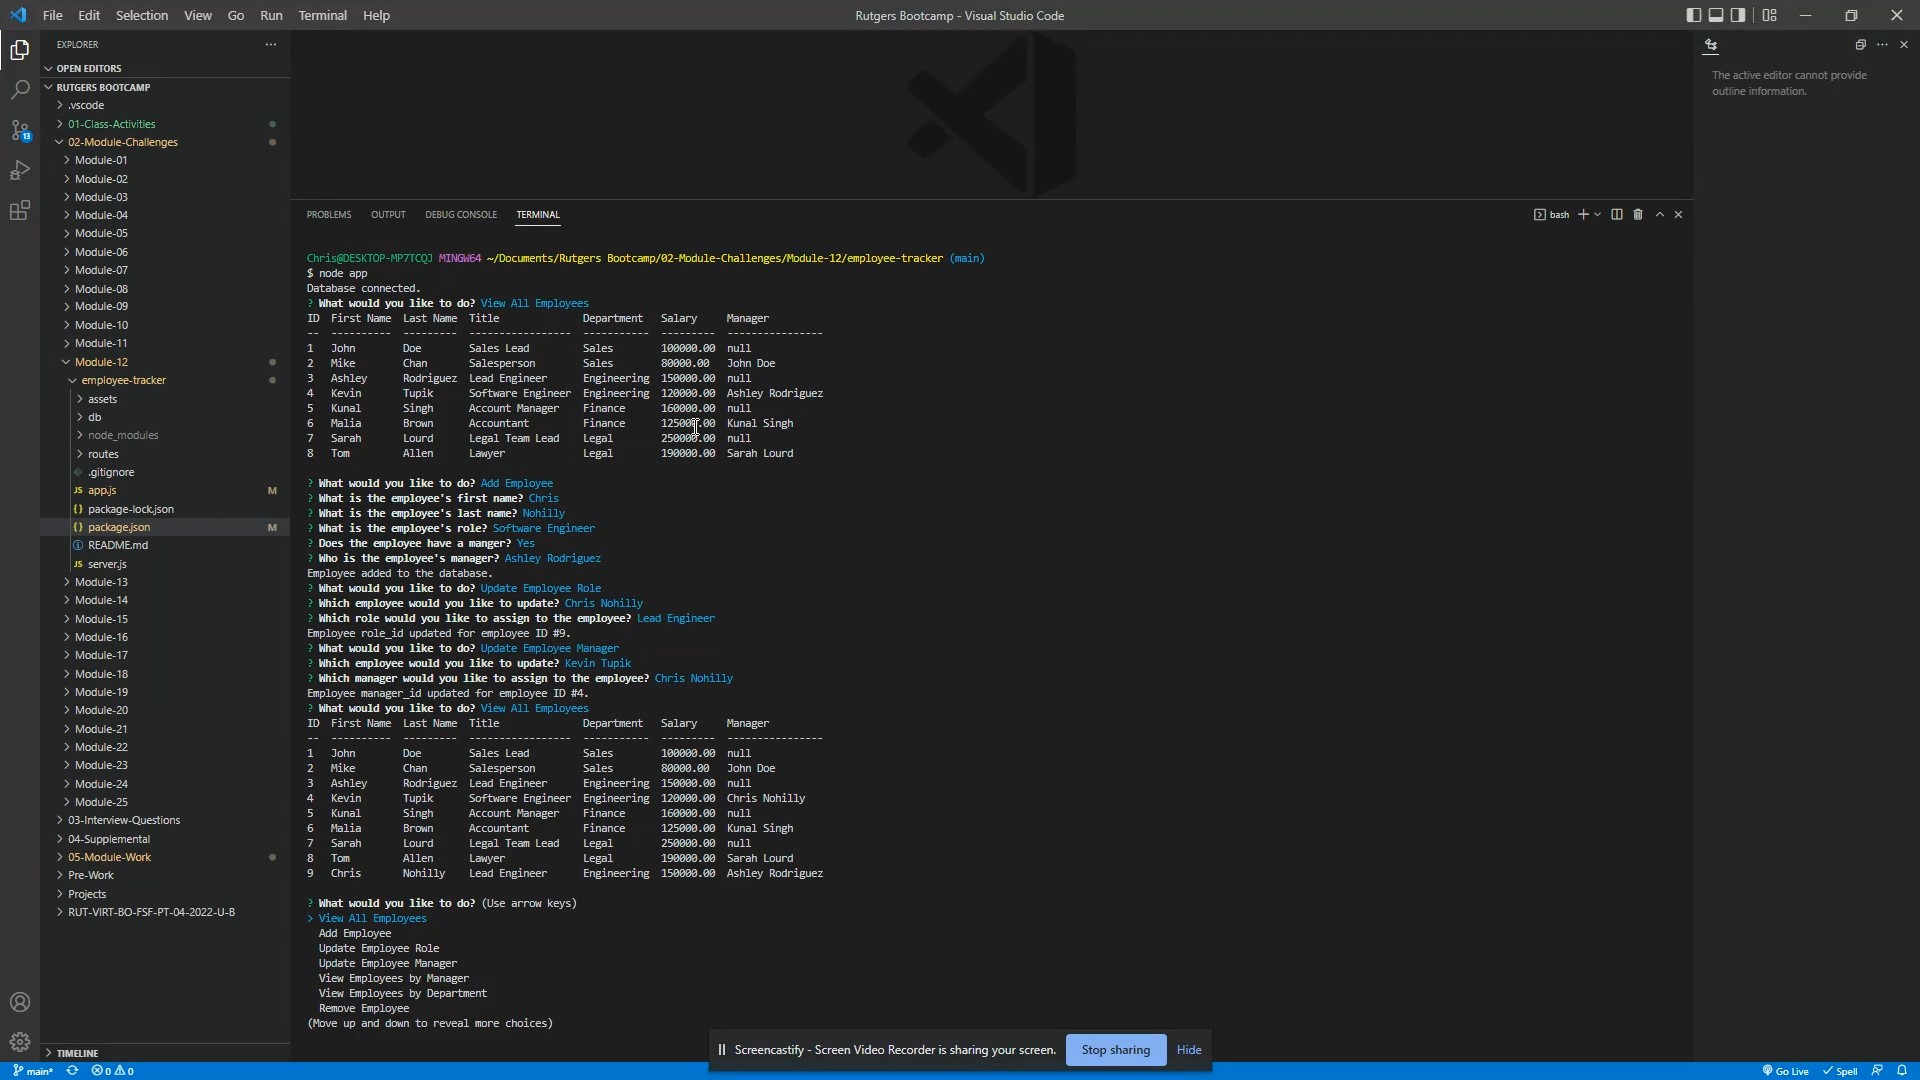 File Edit Selection View Go Run Terminal Help
Rutgers Bootcamp - Visual Studio Code
EXPLORER
OPEN EDITORS
RUTGERS BOOTCAMP
.vscode
01-Class-Activities
02-Module-Challenges
Module-01
Module-02
Module-03
Module-04
Module-05
Module-06
Module-07
Module-08
Module-09
Module-10
Module-11
Module-12
employee-tracker
assets
db
node_modules
routes
.gitignore
JS app.js M
{} package-lock.json
{} package.json M
README.md
JS server.js
Module-13
Module-14
Module-15
Module-16
Module-17
Module-18
Module-19
Module-20
Module-21
Module-22
Module-23
Module-24
Module-25
03-Interview-Questions
04-Supplemental
05-Module-Work
Pre-Work
Projects
RUT-VIRT-BO-FSF-PT-04-2022-U-B
TIMELINE
13
PROBLEMS OUTPUT DEBUG CONSOLE TERMINAL
bash
Chris@DESKTOP-MP7TCQJ MINGW64 ~/Documents/Rutgers Bootcamp/02-Module-Challenges/Module-12/employee-tracker (main)
$ node app
Database connected.
? What would you like to do? View All Employees
ID First Name Last Name Title Department Salary Manager
-- ---------- --------- ----------------- ----------- --------- ----------------
1 John Doe Sales Lead Sales 100000.00 null
2 Mike Chan Salesperson Sales 80000.00 John Doe
3 Ashley Rodriguez Lead Engineer Engineering 150000.00 null
4 Kevin Tupik Software Engineer Engineering 120000.00 Ashley Rodriguez
5 Kunal Singh Account Manager Finance 160000.00 null
6 Malia Brown Accountant Finance 125000.00 Kunal Singh
7 Sarah Lourd Legal Team Lead Legal 250000.00 null
8 Tom Allen Lawyer Legal 190000.00 Sarah Lourd
? What would you like to do? Add Employee
? What is the employee's first name? Chris
? What is the employee's last name? Nohilly
? What is the employee's role? Software Engineer
? Does the employee have a manger? Yes
? Who is the employee's manager? Ashley Rodriguez
Employee added to the database.
? What would you like to do? Update Employee Role
? Which employee would you like to update? Chris Nohilly
? Which role would you like to assign to the employee? Lead Engineer
Employee role_id updated for employee ID #9.
? What would you like to do? Update Employee Manager
? Which employee would you like to update? Kevin Tupik
? Which manager would you like to assign to the employee? Chris Nohilly
Employee manager_id updated for employee ID #4.
? What would you like to do? View All Employees
ID First Name Last Name Title Department Salary Manager
-- ---------- --------- ----------------- ----------- --------- ----------------
1 John Doe Sales Lead Sales 100000.00 null
2 Mike Chan Salesperson Sales 80000.00 John Doe
3 Ashley Rodriguez Lead Engineer Engineering 150000.00 null
4 Kevin Tupik Software Engineer Engineering 120000.00 Chris Nohilly
5 Kunal Singh Account Manager Finance 160000.00 null
6 Malia Brown Accountant Finance 125000.00 Kunal Singh
7 Sarah Lourd Legal Team Lead Legal 250000.00 null
8 Tom Allen Lawyer Legal 190000.00 Sarah Lourd
9 Chris Nohilly Lead Engineer Engineering 150000.00 Ashley Rodriguez
? What would you like to do? (Use arrow keys)
> View All Employees
Add Employee
Update Employee Role
Update Employee Manager
View Employees by Manager
View Employees by Department
Remove Employee
(Move up and down to reveal more choices)
The active editor cannot provide
outline information.
Screencastify - Screen Video Recorder is sharing your screen. Stop sharing Hide
main* 0 0
Go Live Spell